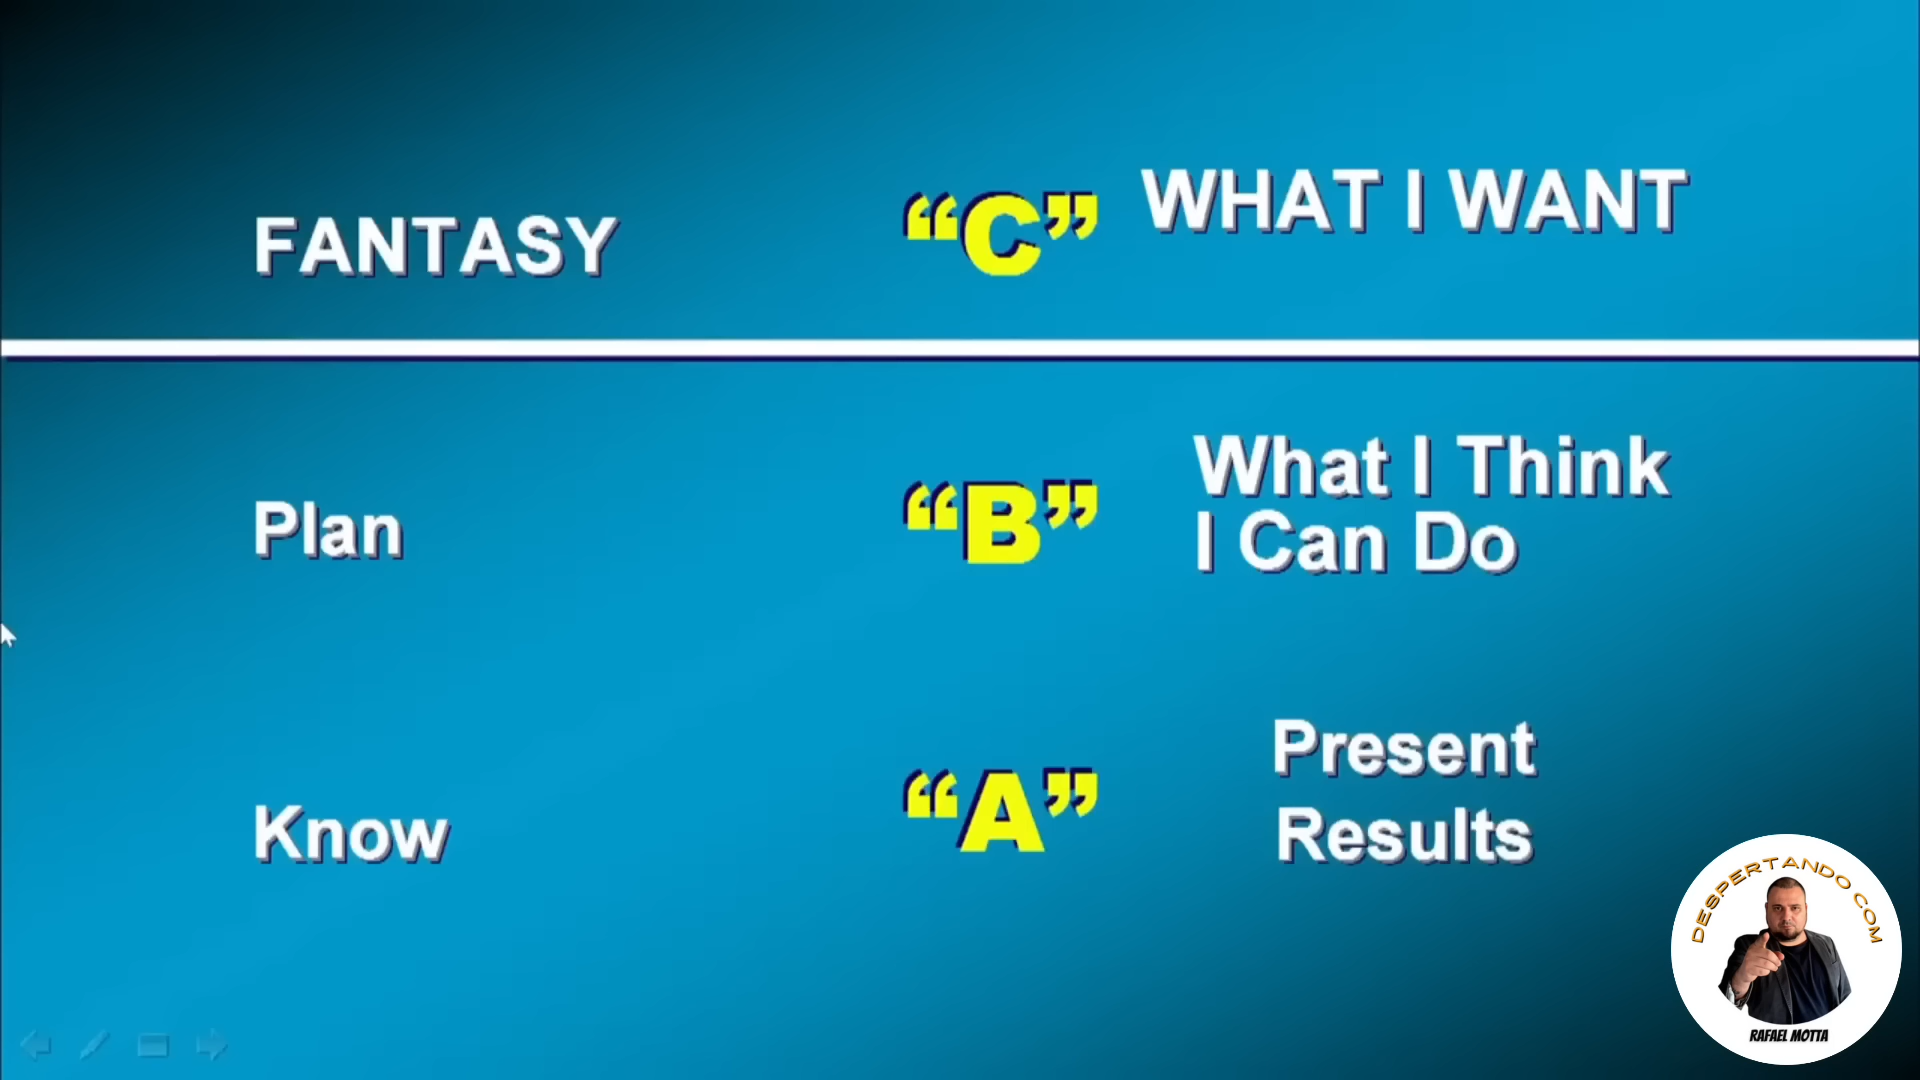 FANTASY
“C”
WHAT I WANT
Plan
“B”
What I Think
I Can Do
Know
“A”
Present
Results
DESPERTANDO COM
RAFAEL MOTTA